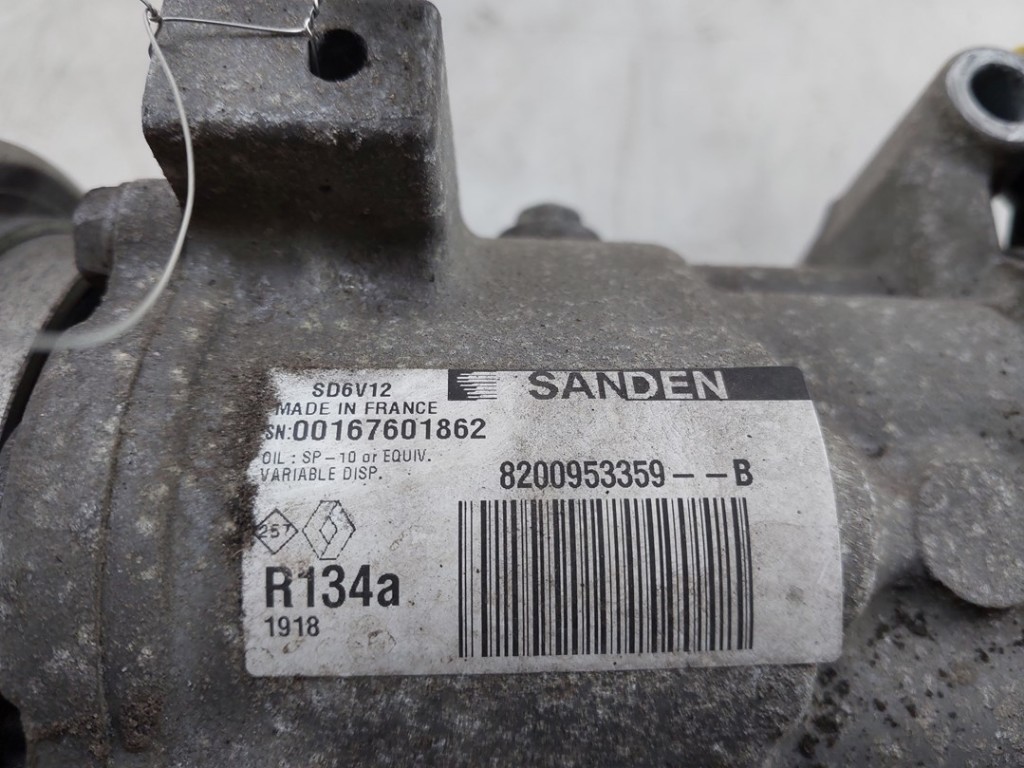 SD6V12
SANDEN
MADE IN FRANCE
SN:00167601862
OIL : SP-10 or EQUIV.
VARIABLE DISP.
8200953359--B
R134a
1918